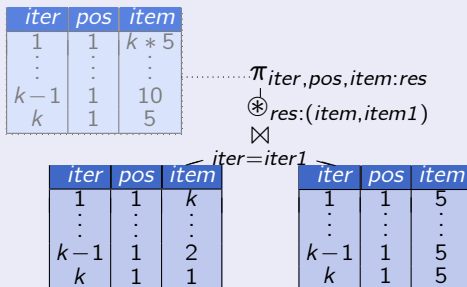 iter pos item
1 1 k ∗ 5
⋮ ⋮ ⋮
k−1 1 10
k 1 5
π iter,pos,item:res
⊛ res:(item,item1)
⋈
iter=iter1
iter pos item
1 1 k
⋮ ⋮ ⋮
k−1 1 2
k 1 1
iter pos item
1 1 5
⋮ ⋮ ⋮
k−1 1 5
k 1 5